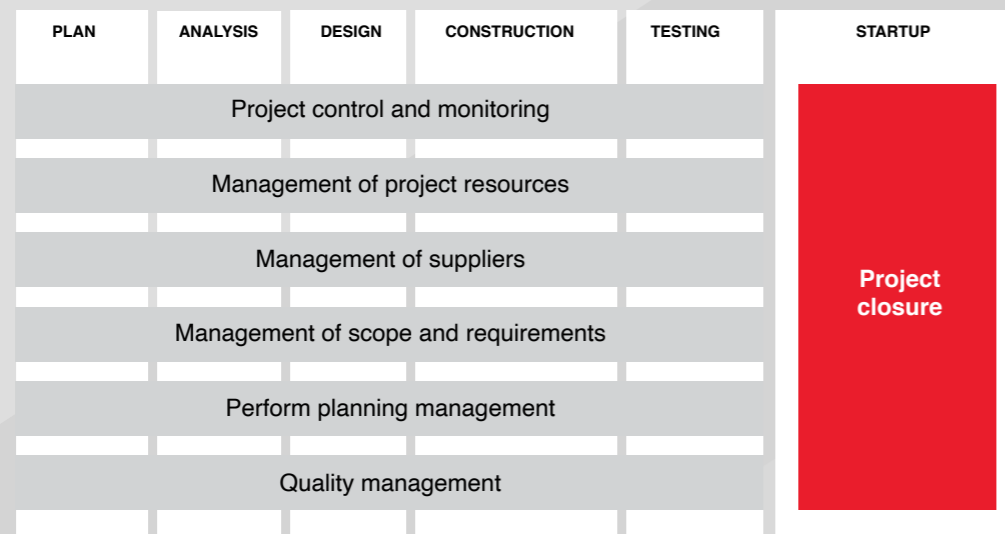 PLAN
ANALYSIS
DESIGN
CONSTRUCTION
TESTING
STARTUP
Project control and monitoring
Management of project resources
Management of suppliers
Management of scope and requirements
Perform planning management
Quality management
Project
closure